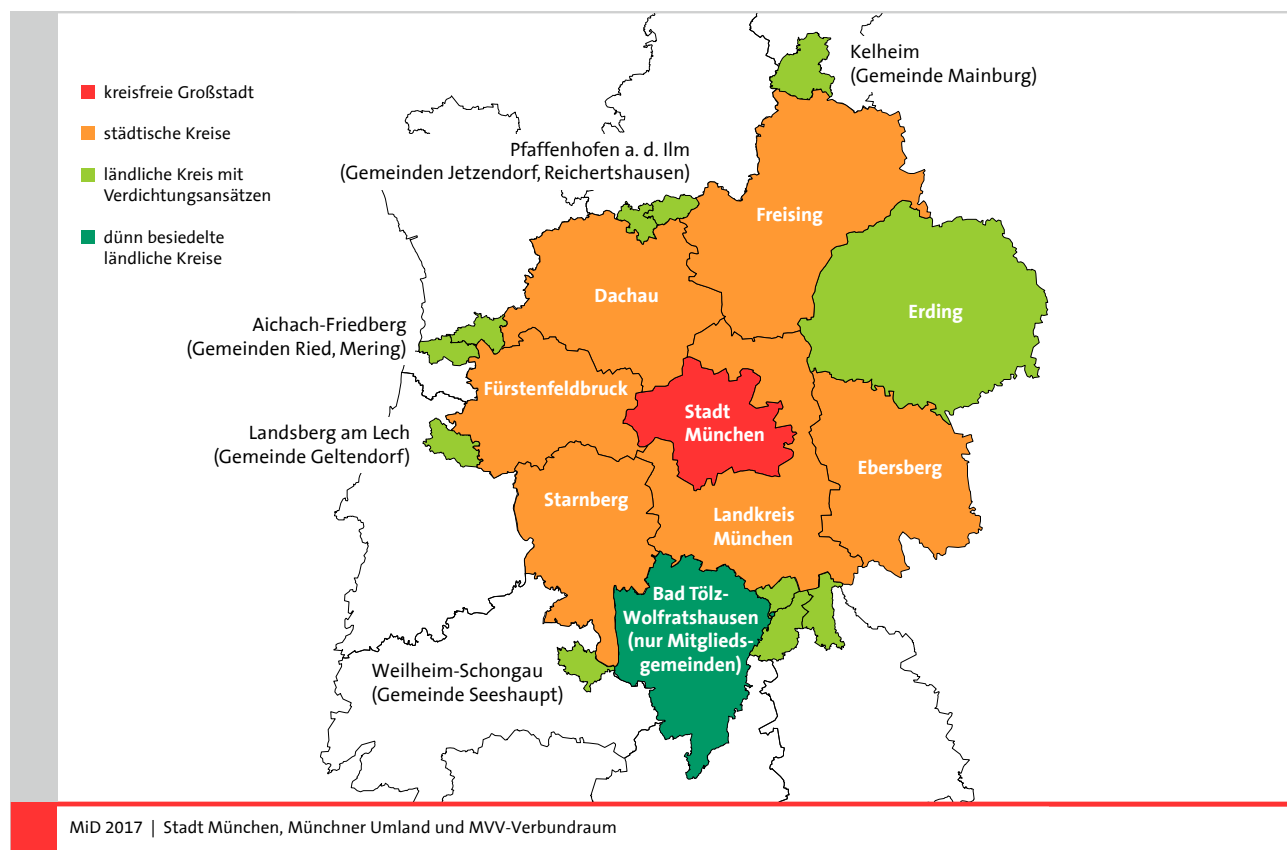 kreisfreie Großstadt
städtische Kreise
ländliche Kreis mit
Verdichtungsansätzen
dünn besiedelte
ländliche Kreise
Kelheim
(Gemeinde Mainburg)
Pfaffenhofen a. d. Ilm
(Gemeinden Jetzendorf, Reichertshausen)
Freising
Dachau
Erding
Aichach-Friedberg
(Gemeinden Ried, Mering)
Fürstenfeldbruck
Stadt
München
Landsberg am Lech
(Gemeinde Geltendorf)
Ebersberg
Starnberg
Landkreis
München
Bad Tölz-
Wolfratshausen
(nur Mitglieds-
gemeinden)
Weilheim-Schongau
(Gemeinde Seeshaupt)
MiD 2017 | Stadt München, Münchner Umland und MVV-Verbundraum